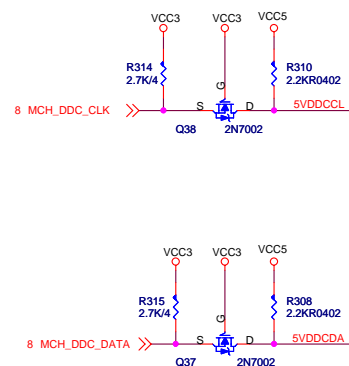 VCC3 VCC3 VCC5
R314 R310
2.7K/4 2.2KR0402
G
8 MCH_DDC_CLK S D 5VDDCCL
Q38 2N7002
VCC3 VCC3 VCC5
R315 R308
2.7K/4 2.2KR0402
G
8 MCH_DDC_DATA S D 5VDDCDA
Q37 2N7002